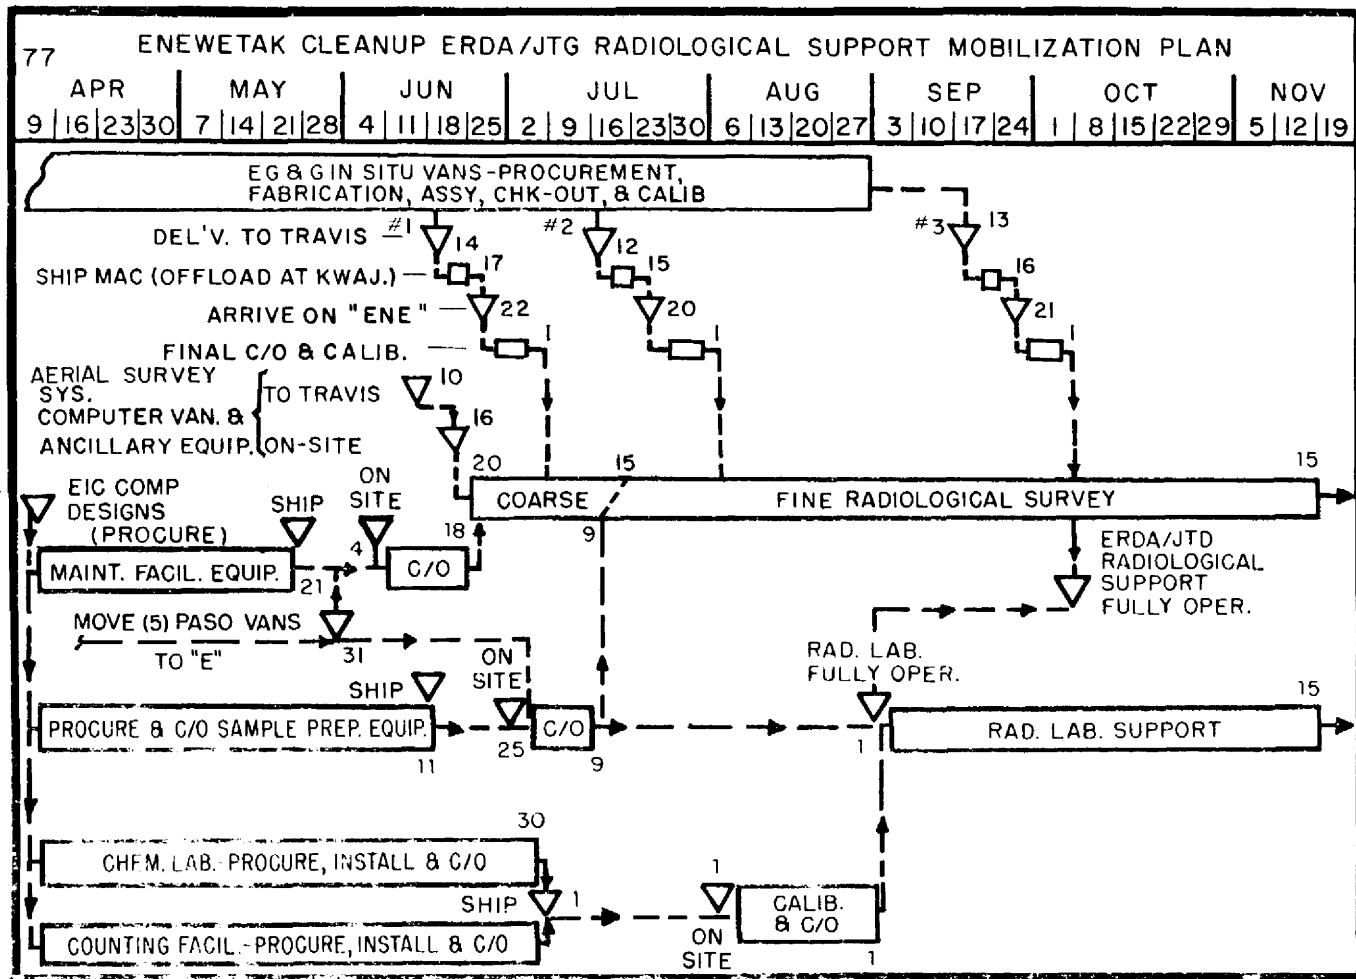 77
ENEWETAK CLEANUP ERDA/JTG RADIOLOGICAL SUPPORT MOBILIZATION PLAN
APR MAY JUN JUL AUG SEP OCT NOV
9 16 23 30 7 14 21 28 4 11 18 25 2 9 16 23 30 6 13 20 27 3 10 17 24 1 8 15 22 29 5 12 19
EG & G IN SITU VANS-PROCUREMENT,
FABRICATION, ASSY, CHK-OUT, & CALIB
DEL'V. TO TRAVIS #1 14 #2 12 #3 13
SHIP MAC (OFFLOAD AT KWAJ.) 17 15 16
ARRIVE ON "ENE" 22 20 21
FINAL C/O & CALIB. 1 1 1
AERIAL SURVEY
SYS.
COMPUTER VAN. &
ANCILLARY EQUIP.
TO TRAVIS 10
ON-SITE 16
20 15 15
COARSE FINE RADIOLOGICAL SURVEY
9
EIC COMP
DESIGNS
(PROCURE)
SHIP
ON
SITE
4 18
MAINT. FACIL. EQUIP. 21 C/O
ERDA/JTD
RADIOLOGICAL
SUPPORT
FULLY OPER.
MOVE (5) PASO VANS
TO "E" 31
ON
SITE
RAD. LAB.
FULLY OPER.
SHIP
PROCURE & C/O SAMPLE PREP. EQUIP.
11 25
C/O
9
1 15
RAD. LAB. SUPPORT
30
CHEM. LAB.-PROCURE, INSTALL & C/O
SHIP 1
COUNTING FACIL.-PROCURE, INSTALL & C/O
1
ON
SITE
CALIB.
& C/O
1